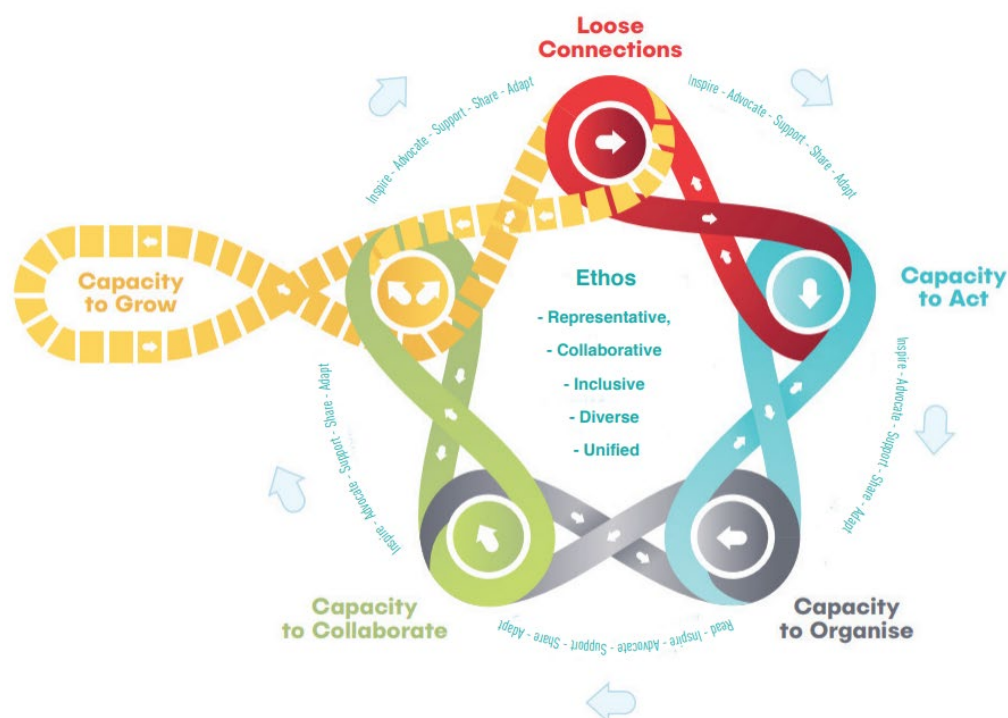 Loose
Connections
Inspire - Advocate - Support - Share - Adapt
Inspire - Advocate - Support - Share - Adapt
Capacity
to Grow
Ethos
- Representative,
- Collaborative
- Inclusive
- Diverse
- Unified
Capacity
to Act
Inspire - Advocate - Support - Share - Adapt
Inspire - Advocate - Support - Share - Adapt
Capacity
to Collaborate
Capacity
to Organise
Read - Inspire - Advocate - Support - Share - Adapt